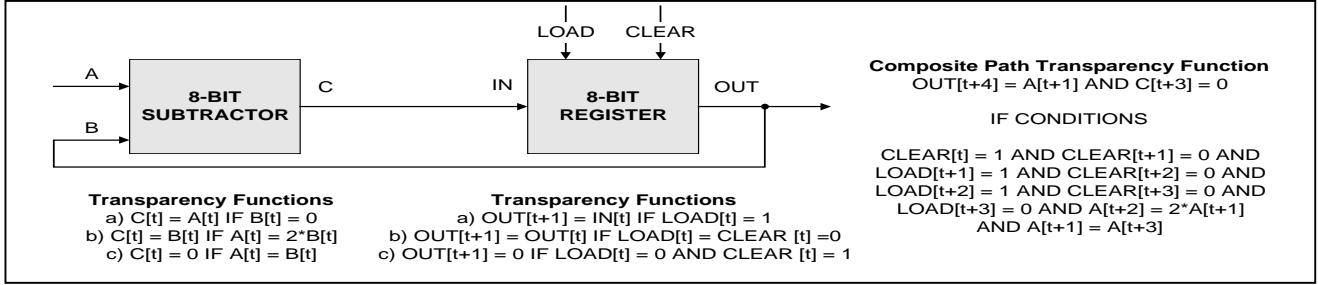 LOAD CLEAR
A
C
IN
OUT
8-BIT
SUBTRACTOR
8-BIT
REGISTER
B
Transparency Functions
a) C[t] = A[t] IF B[t] = 0
b) C[t] = B[t] IF A[t] = 2*B[t]
c) C[t] = 0 IF A[t] = B[t]
Transparency Functions
a) OUT[t+1] = IN[t] IF LOAD[t] = 1
b) OUT[t+1] = OUT[t] IF LOAD[t] = CLEAR [t] =0
c) OUT[t+1] = 0 IF LOAD[t] = 0 AND CLEAR [t] = 1
Composite Path Transparency Function
OUT[t+4] = A[t+1] AND C[t+3] = 0
IF CONDITIONS
CLEAR[t] = 1 AND CLEAR[t+1] = 0 AND
LOAD[t+1] = 1 AND CLEAR[t+2] = 0 AND
LOAD[t+2] = 1 AND CLEAR[t+3] = 0 AND
LOAD[t+3] = 0 AND A[t+2] = 2*A[t+1]
AND A[t+1] = A[t+3]